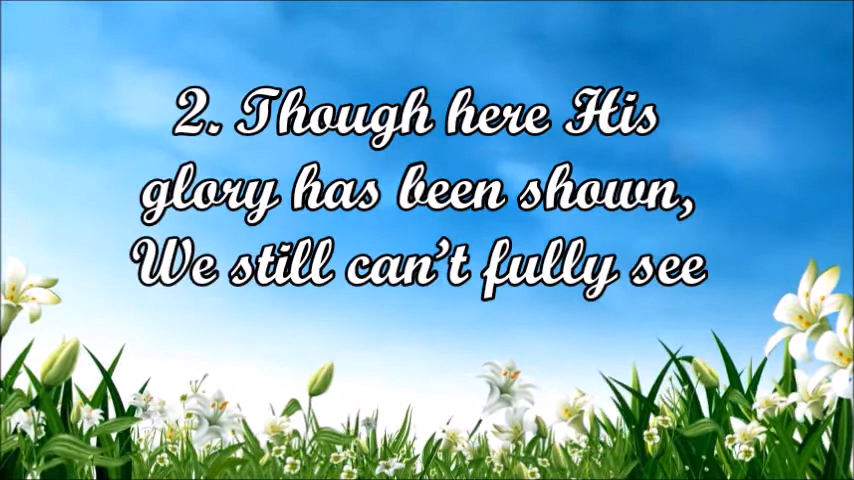 2. Though here His
glory has been shown,
We still can't fully see